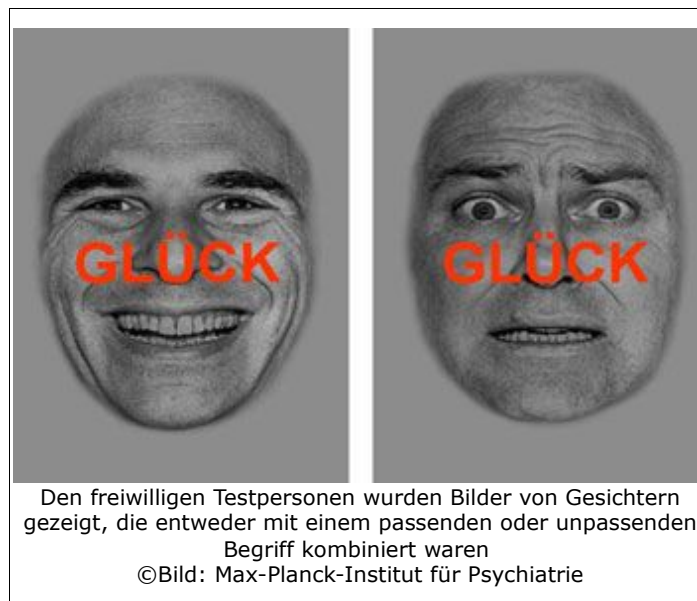 GLÜCK GLÜCK
Den freiwilligen Testpersonen wurden Bilder von Gesichtern
gezeigt, die entweder mit einem passenden oder unpassenden
Begriff kombiniert waren
©Bild: Max-Planck-Institut für Psychiatrie